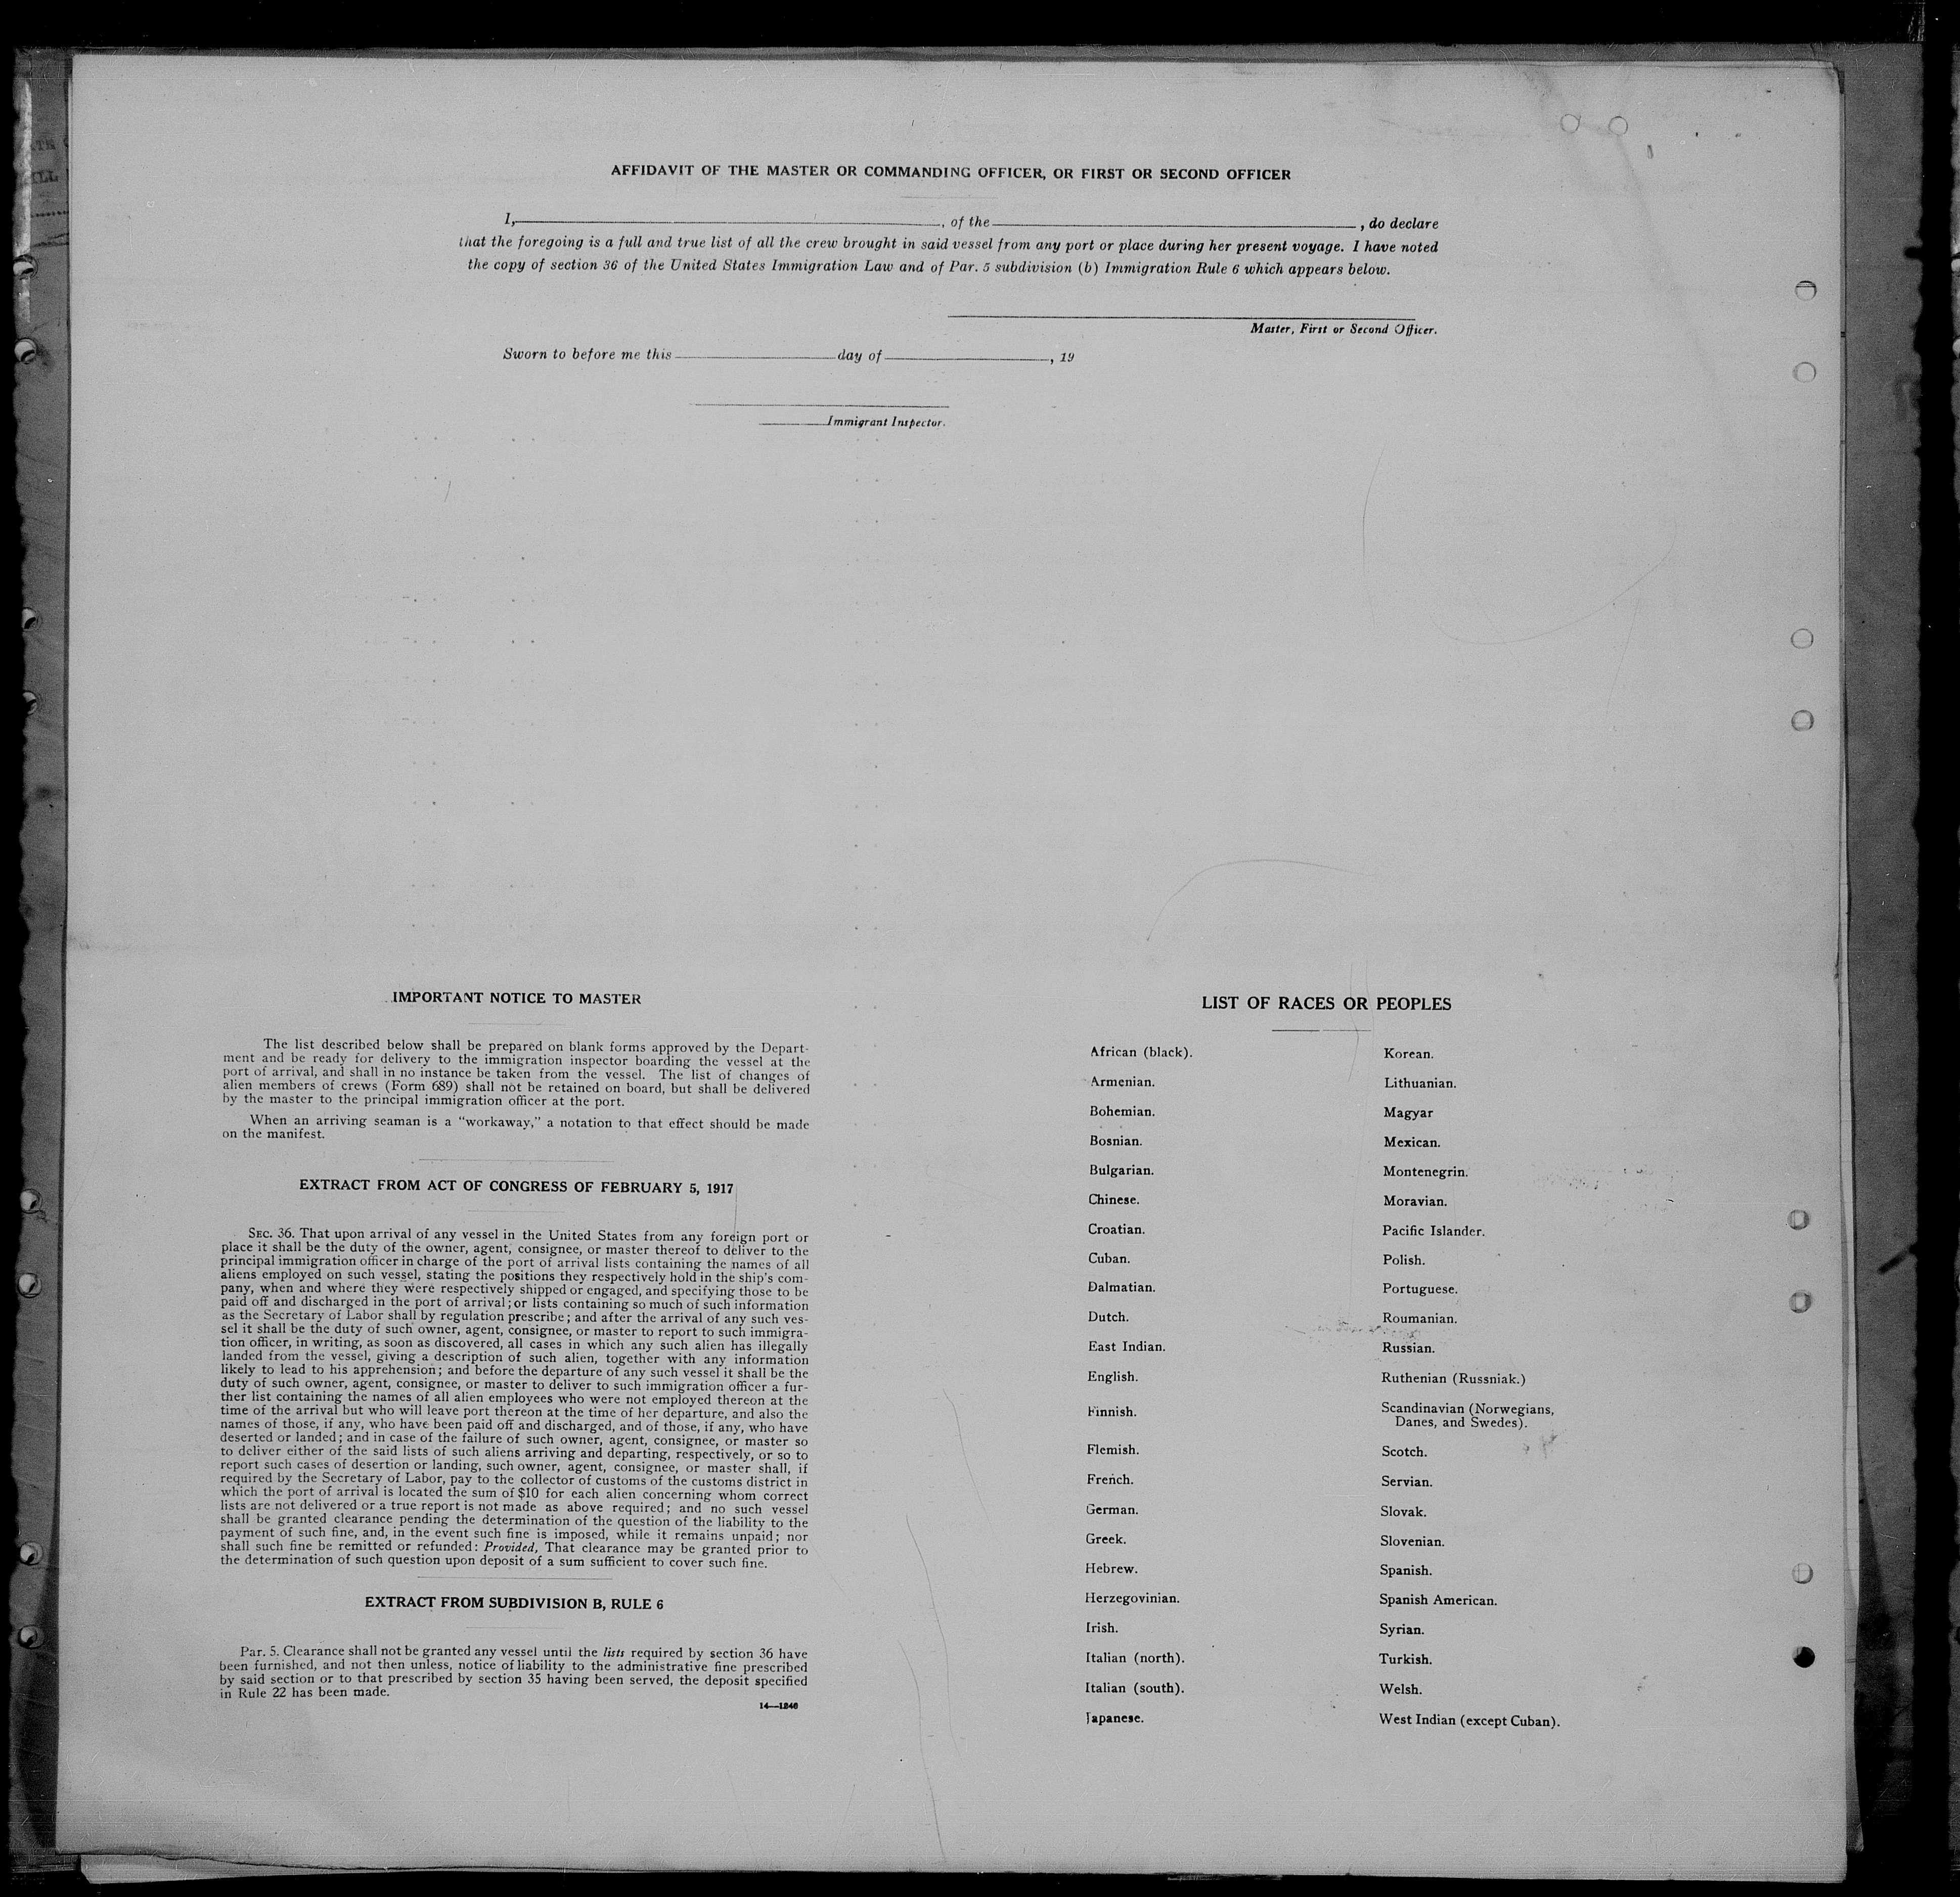 AFFIDAVIT OF THE MASTER OR COMMANDING OFFICER, OR FIRST OR SECOND OFFICER
I, , of the , do declare
that the foregoing is a full and true list of all the crew brought in said vessel from any port or place during her present voyage. I have noted
the copy of section 36 of the United States Immigration Law and of Par. 5 subdivision (b) Immigration Rule 6 which appears below.
Master, First or Second Officer.
Sworn to before me this day of , 19
Immigrant Inspector.
IMPORTANT NOTICE TO MASTER
The list described below shall be prepared on blank forms approved by the Depart-
ment and be ready for delivery to the immigration inspector boarding the vessel at the
port of arrival, and shall in no instance be taken from the vessel. The list of changes of
alien members of crews (Form 689) shall not be retained on board, but shall be delivered
by the master to the principal immigration officer at the port.
When an arriving seaman is a “workaway,” a notation to that effect should be made
on the manifest.
EXTRACT FROM ACT OF CONGRESS OF FEBRUARY 5, 1917
SEC. 36. That upon arrival of any vessel in the United States from any foreign port or
place it shall be the duty of the owner, agent, consignee, or master thereof to deliver to the
principal immigration officer in charge of the port of arrival lists containing the names of all
aliens employed on such vessel, stating the positions they respectively hold in the ship's com-
pany, when and where they were respectively shipped or engaged, and specifying those to be
paid off and discharged in the port of arrival; or lists containing so much of such information
as the Secretary of Labor shall by regulation prescribe; and after the arrival of any such ves-
sel it shall be the duty of such owner, agent, consignee, or master to report to such immigra-
tion officer, in writing, as soon as discovered, all cases in which any such alien has illegally
landed from the vessel, giving a description of such alien, together with any information
likely to lead to his apprehension; and before the departure of any such vessel it shall be the
duty of such owner, agent, consignee, or master to deliver to such immigration officer a fur-
ther list containing the names of all alien employees who were not employed thereon at the
time of the arrival but who will leave port thereon at the time of her departure, and also the
names of those, if any, who have been paid off and discharged, and of those, if any, who have
deserted or landed; and in case of the failure of such owner, agent, consignee, or master so
to deliver either of the said lists of such aliens arriving and departing, respectively, or so to
report such cases of desertion or landing, such owner, agent, consignee, or master shall, if
required by the Secretary of Labor, pay to the collector of customs of the customs district in
which the port of arrival is located the sum of $10 for each alien concerning whom correct
lists are not delivered or a true report is not made as above required; and no such vessel
shall be granted clearance pending the determination of the question of the liability to the
payment of such fine, and, in the event such fine is imposed, while it remains unpaid; nor
shall such fine be remitted or refunded: Provided, That clearance may be granted prior to
the determination of such question upon deposit of a sum sufficient to cover such fine.
EXTRACT FROM SUBDIVISION B, RULE 6
Par. 5. Clearance shall not be granted any vessel until the lists required by section 36 have
been furnished, and not then unless, notice of liability to the administrative fine prescribed
by said section or to that prescribed by section 35 having been served, the deposit specified
in Rule 22 has been made.
14—1246
LIST OF RACES OR PEOPLES
African (black).
Armenian.
Bohemian.
Bosnian.
Bulgarian.
Chinese.
Croatian.
Cuban.
Dalmatian.
Dutch.
East Indian.
English.
Finnish.
Flemish.
French.
German.
Greek.
Hebrew.
Herzegovinian.
Irish.
Italian (north).
Italian (south).
Japanese.
Korean.
Lithuanian.
Magyar
Mexican.
Montenegrin.
Moravian.
Pacific Islander.
Polish.
Portuguese.
Roumanian.
Russian.
Ruthenian (Russniak.)
Scandinavian (Norwegians,
Danes, and Swedes).
Scotch.
Servian.
Slovak.
Slovenian.
Spanish.
Spanish American.
Syrian.
Turkish.
Welsh.
West Indian (except Cuban).